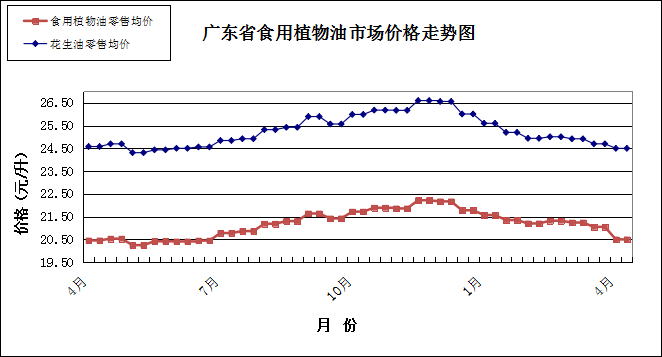 食用植物油零售均价
花生油零售均价
广东省食用植物油市场价格走势图
价格（元/升）
26.50
25.50
24.50
23.50
22.50
21.50
20.50
19.50
4月 7月 10月 1月 4月
月 份